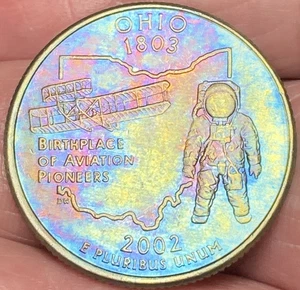 OHIO
1803
BIRTHPLACE
OF AVIATION
PIONEERS
2002
E PLURIBUS UNUM